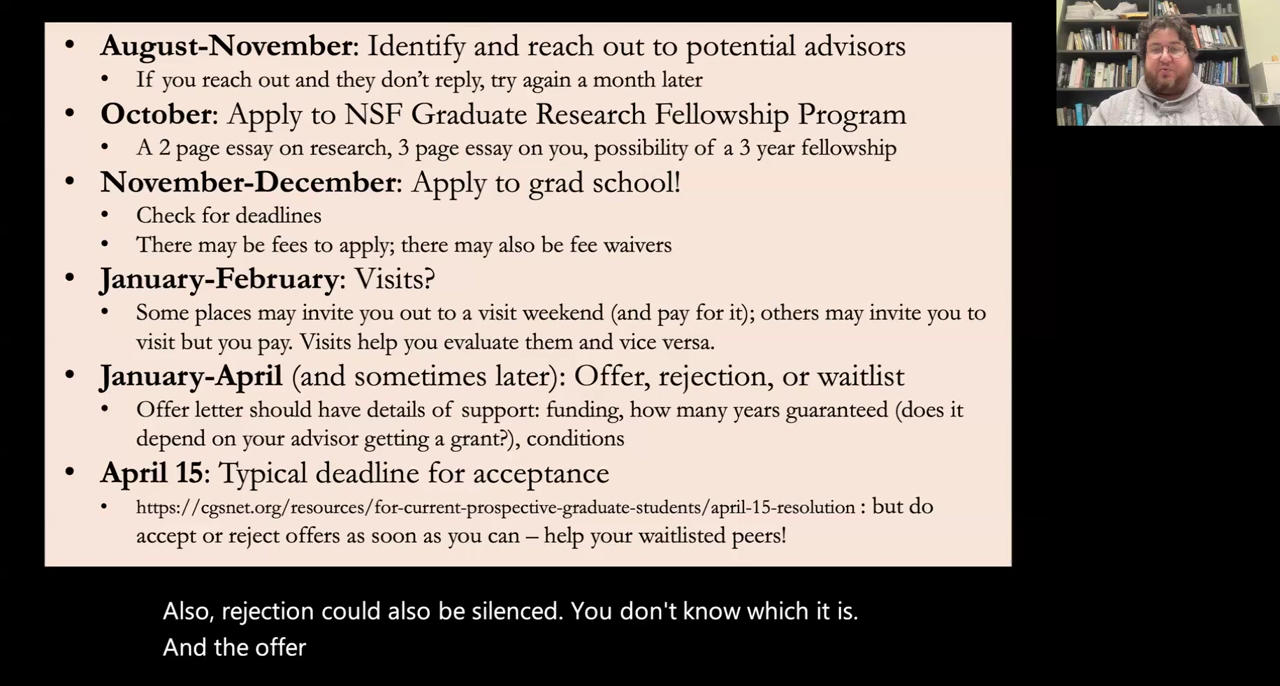 • August-November: Identify and reach out to potential advisors
• If you reach out and they don't reply, try again a month later
• October: Apply to NSF Graduate Research Fellowship Program
• A 2 page essay on research, 3 page essay on you, possibility of a 3 year fellowship
• November-December: Apply to grad school!
• Check for deadlines
• There may be fees to apply; there may also be fee waivers
• January-February: Visits?
• Some places may invite you out to a visit weekend (and pay for it); others may invite you to
visit but you pay. Visits help you evaluate them and vice versa.
• January-April (and sometimes later): Offer, rejection, or waitlist
• Offer letter should have details of support: funding, how many years guaranteed (does it
depend on your advisor getting a grant?), conditions
• April 15: Typical deadline for acceptance
• https://cgsnet.org/resources/for-current-prospective-graduate-students/april-15-resolution : but do
accept or reject offers as soon as you can – help your waitlisted peers!
Also, rejection could also be silenced. You don't know which it is.
And the offer